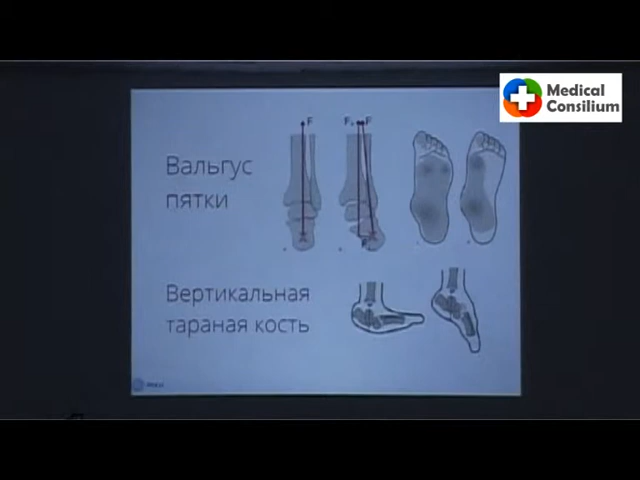 Medical
Consilium
Вальгус
пятки
F
F
Вертикальная
тараная кость